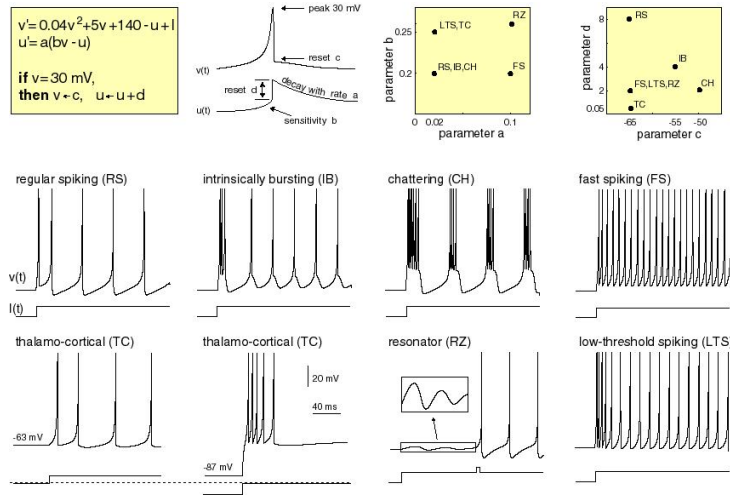 v'= 0.04v²+5v+140 -u+I
u'= a(bv -u)
if v= 30 mV,
then v←c, u←u+d
peak 30 mV
v(t)
reset c
reset d
decay with rate a
u(t)
sensitivity b
parameter b
0.25
0.2
LTS,TC
RZ
RS,IB,CH
FS
0 0.02 0.1
parameter a
parameter d
8
4
2
0.05
RS
IB
FS,LTS,RZ
CH
TC
-65 -55 -50
parameter c
regular spiking (RS)
intrinsically bursting (IB)
chattering (CH)
fast spiking (FS)
v(t)
I(t)
thalamo-cortical (TC)
thalamo-cortical (TC)
resonator (RZ)
low-threshold spiking (LTS)
-63 mV
20 mV
40 ms
-87 mV